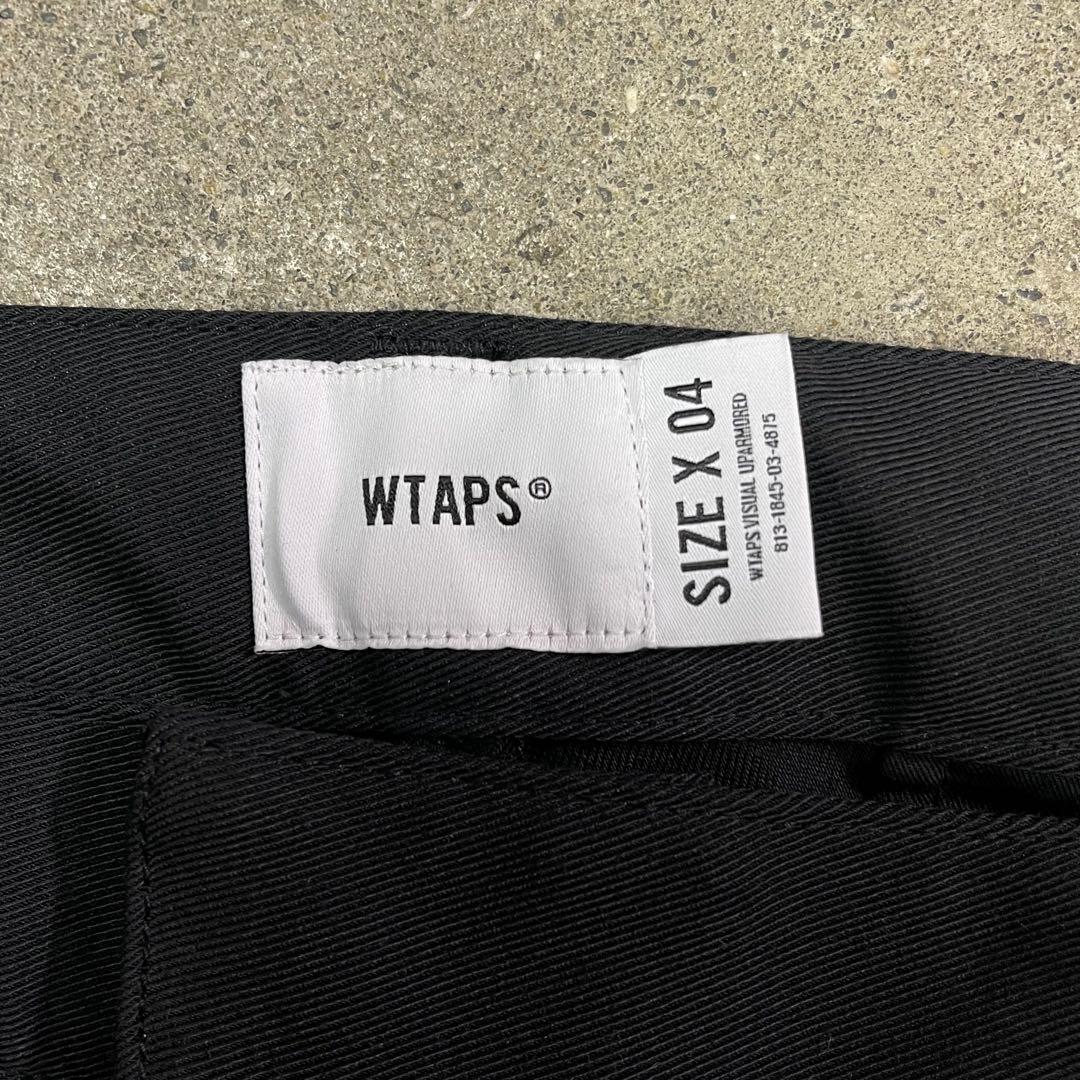 WTAPS®
SIZE X 04
WTAPS VISUAL UPARMORED
813-1845-03-4875